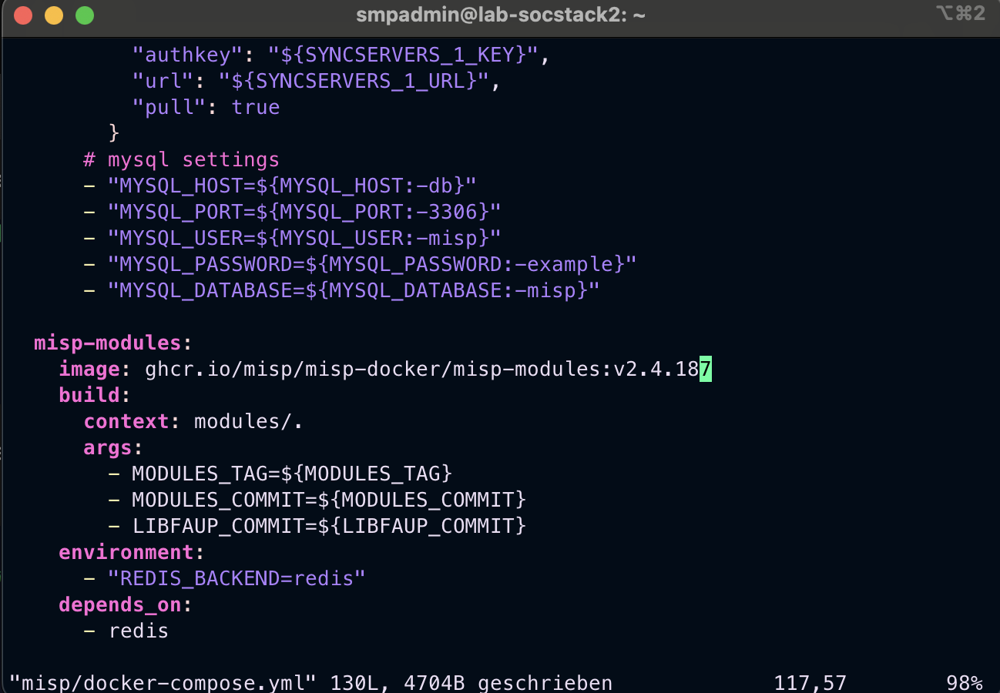 smpadmin@lab-socstack2: ~
⌥⌘2
"authkey": "${SYNCSERVERS_1_KEY}",
"url": "${SYNCSERVERS_1_URL}",
"pull": true
}
# mysql settings
- "MYSQL_HOST=${MYSQL_HOST:-db}"
- "MYSQL_PORT=${MYSQL_PORT:-3306}"
- "MYSQL_USER=${MYSQL_USER:-misp}"
- "MYSQL_PASSWORD=${MYSQL_PASSWORD:-example}"
- "MYSQL_DATABASE=${MYSQL_DATABASE:-misp}"
misp-modules:
image: ghcr.io/misp/misp-docker/misp-modules:v2.4.187
build:
context: modules/.
args:
- MODULES_TAG=${MODULES_TAG}
- MODULES_COMMIT=${MODULES_COMMIT}
- LIBFAUP_COMMIT=${LIBFAUP_COMMIT}
environment:
- "REDIS_BACKEND=redis"
depends_on:
- redis
"misp/docker-compose.yml" 130L, 4704B geschrieben 117,57 98%